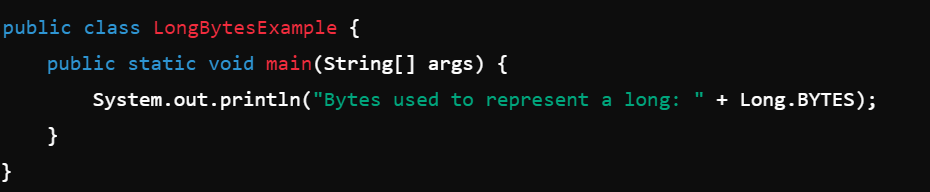 public class LongBytesExample {
    public static void main(String[] args) {
        System.out.println("Bytes used to represent a long: " + Long.BYTES);
    }
}